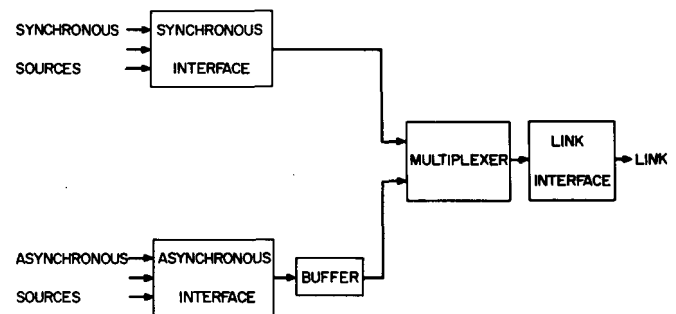 SYNCHRONOUS
SOURCES
SYNCHRONOUS
INTERFACE
MULTIPLEXER
LINK
INTERFACE
LINK
ASYNCHRONOUS
SOURCES
ASYNCHRONOUS
INTERFACE
BUFFER